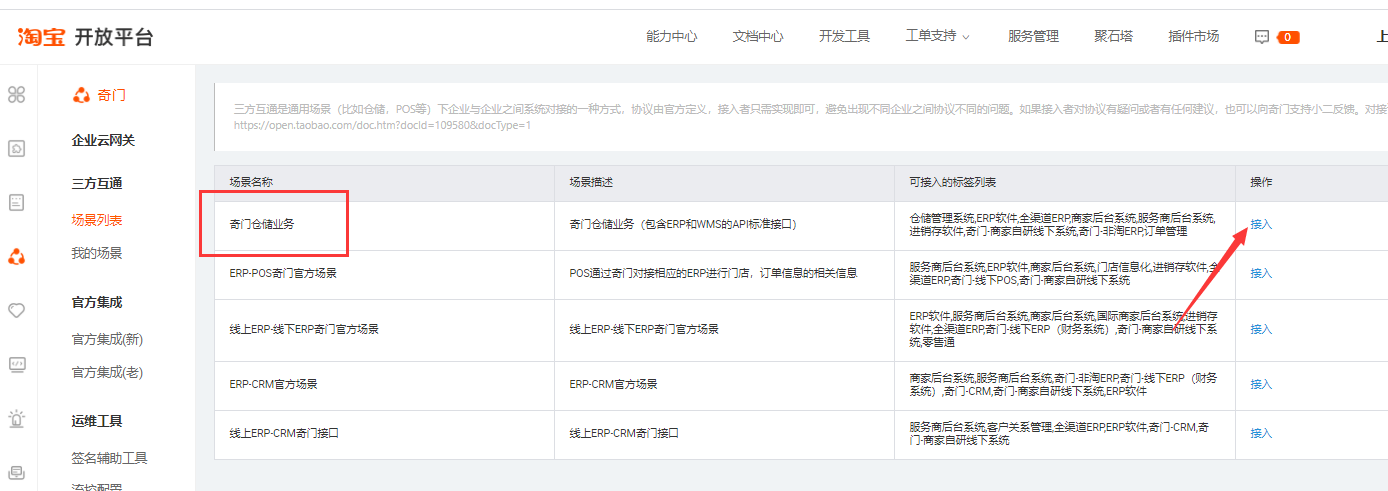 淘宝 开放平台
能力中心 文档中心 开发工具 工单支持 服务管理 聚石塔 插件市场 0 上
奇门
企业云网关
三方互通
场景列表
我的场景
官方集成
官方集成(新)
官方集成(老)
运维工具
签名辅助工具
流控配置
三方互通是通用场景（比如仓储，POS等）下企业与企业之间系统对接的一种方式，协议由官方定义，接入者只需实现即可，避免出现不同企业之间协议不同的问题。如果接入者对协议有疑问或者有任何建议，也可以向奇门支持小二反馈。对接
https://open.taobao.com/doc.htm?docId=109580&docType=1
场景名称 场景描述 可接入的标签列表 操作
奇门仓储业务 奇门仓储业务（包含ERP和WMS的API标准接口） 仓储管理系统,ERP软件,全渠道ERP,商家后台系统,服务商后台系统, 接入
进销存软件,奇门-商家自研线下系统,奇门-非淘ERP,订单管理
ERP-POS奇门官方场景 POS通过奇门对接相应的ERP进行门店，订单信息的相关信息 服务商后台系统,ERP软件,商家后台系统,门店信息化,进销存软件,全 接入
渠道ERP,奇门-线下POS,奇门-商家自研线下系统
线上ERP-线下ERP奇门官方场景 线上ERP-线下ERP奇门官方场景 ERP软件,服务商后台系统,商家后台系统,国际商家后台系统,进销存 接入
软件,全渠道ERP,奇门-线下ERP（财务系统）,奇门-商家自研线下系
统,零售通
ERP-CRM官方场景 ERP-CRM官方场景 商家后台系统,服务商后台系统,奇门-非淘ERP,奇门-线下ERP（财务 接入
系统）,奇门-CRM,奇门-商家自研线下系统,ERP软件
线上ERP-CRM奇门接口 线上ERP-CRM奇门接口 服务商后台系统,客户关系管理,全渠道ERP,ERP软件,奇门-CRM,奇 接入
门-商家自研线下系统